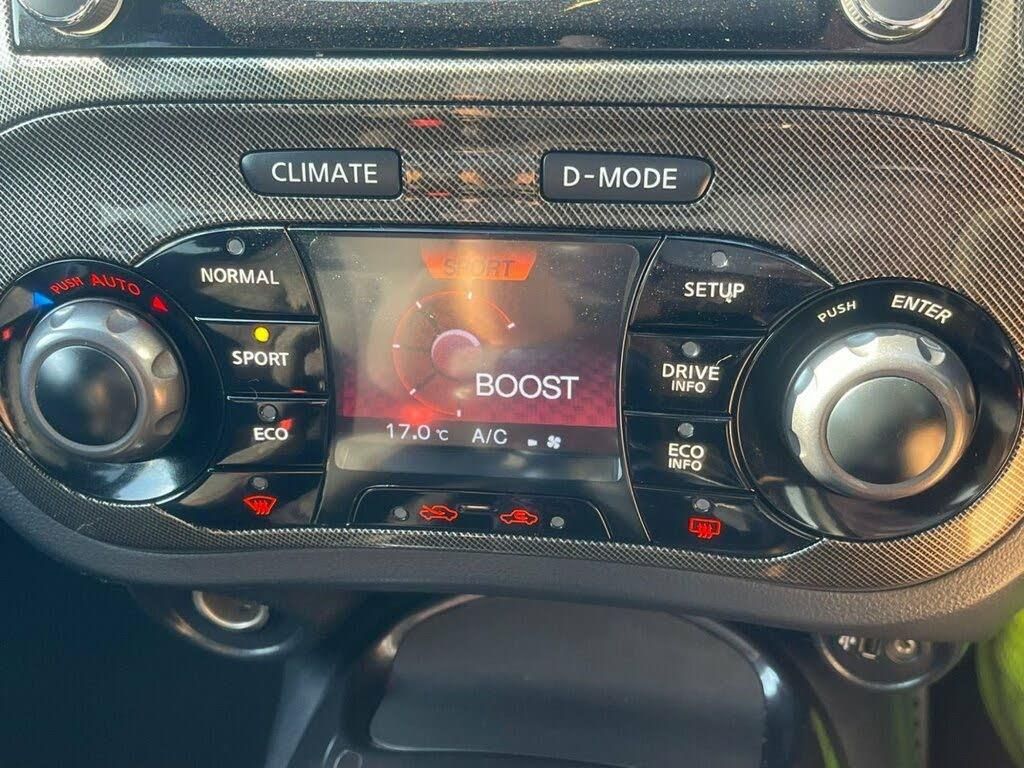 CLIMATE
D-MODE
PUSH AUTO
NORMAL
SPORT
ECO
SPORT
BOOST
17.0°C A/C
SETUP
DRIVE
INFO
ECO
INFO
PUSH ENTER